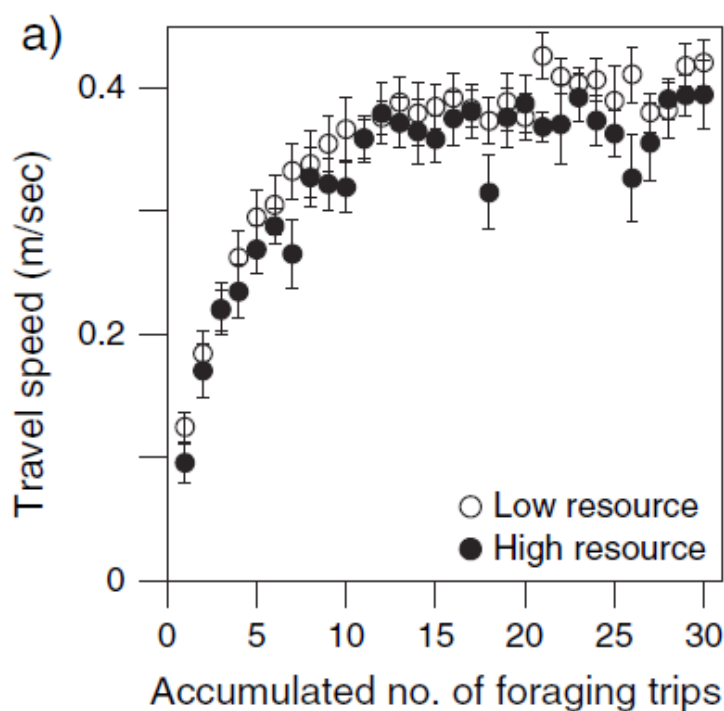 a)
Travel speed (m/sec)
0.4
0.2
0
Low resource
High resource
0 5 10 15 20 25 30
Accumulated no. of foraging trips